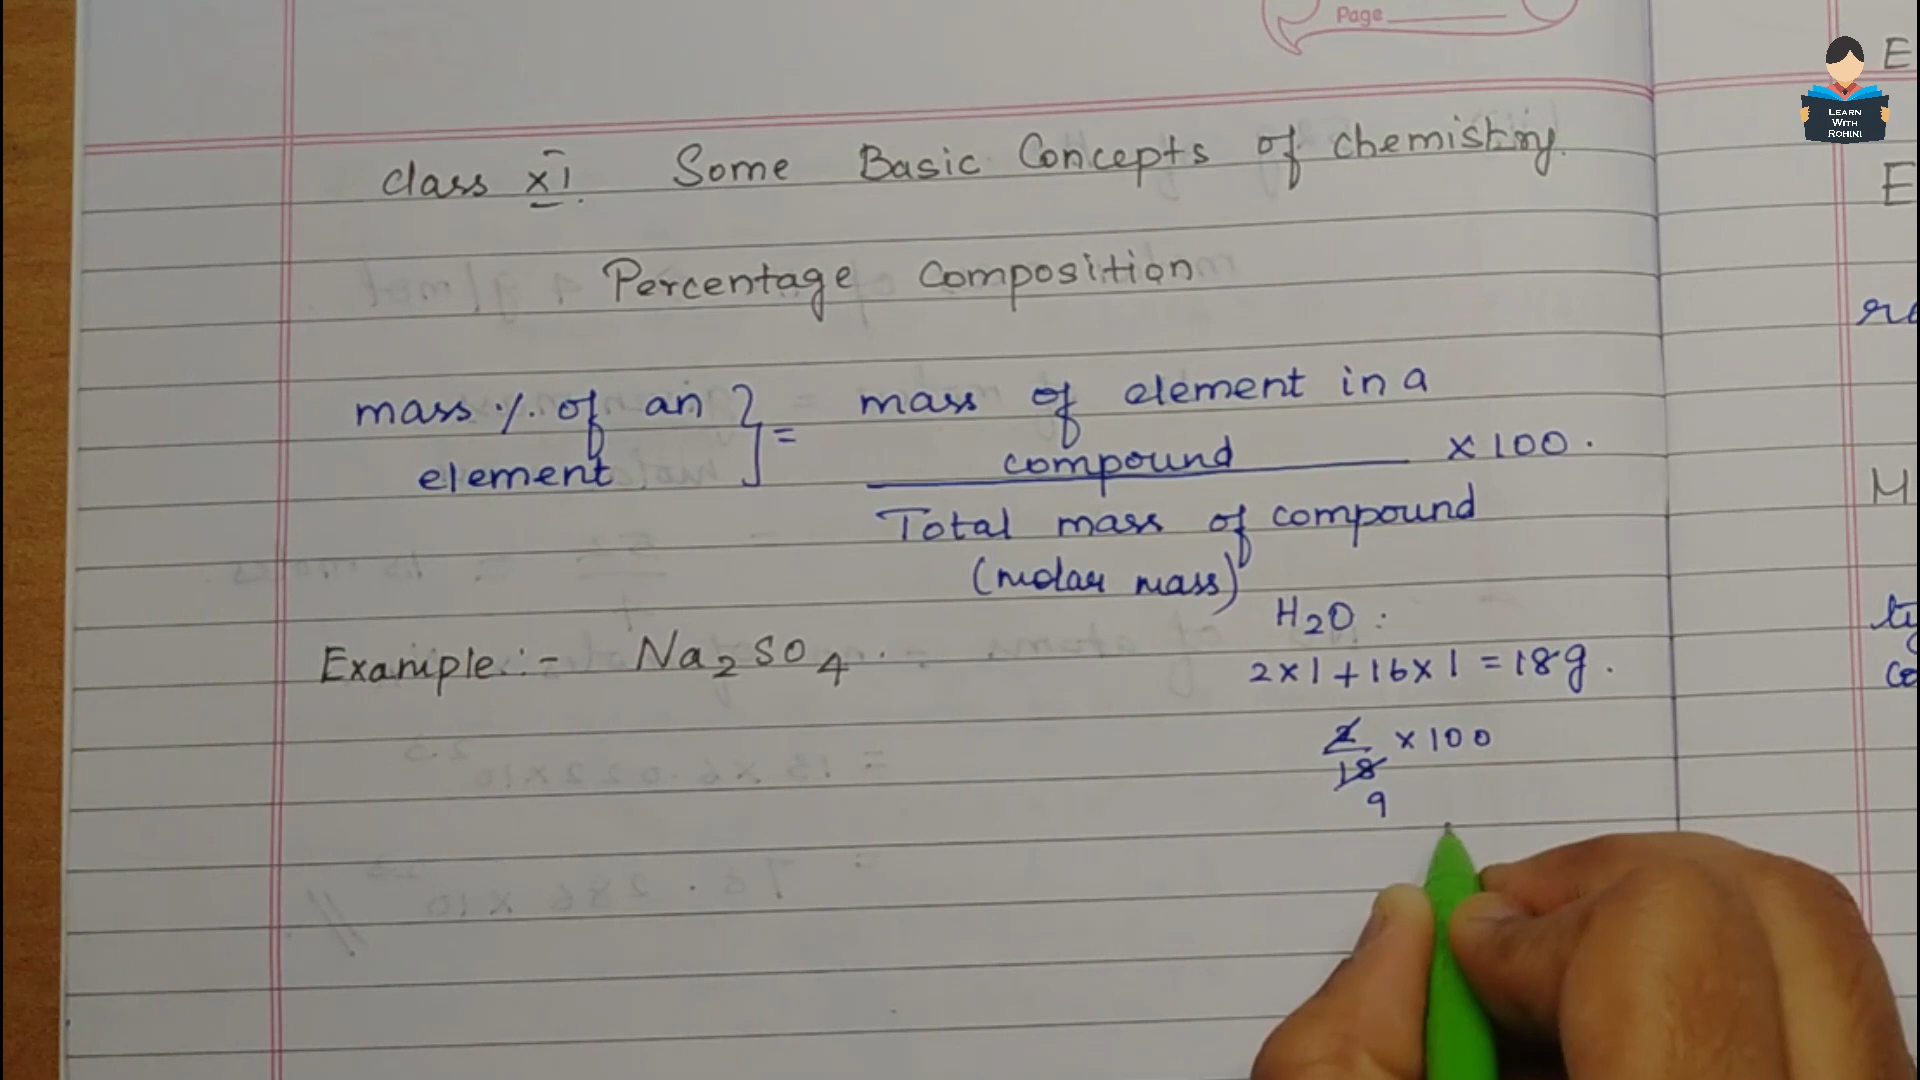 Page
LEARN
WITH
ROHINI
class XI. Some Basic Concepts of chemistry.
Percentage composition
mass % of an element } = mass of element in a compound × 100.
Total mass of compound
(molar mass)
H2O :
Example :- Na2SO4.
2×1+16×1 = 18g.
2 × 100
18
9
E
E
M